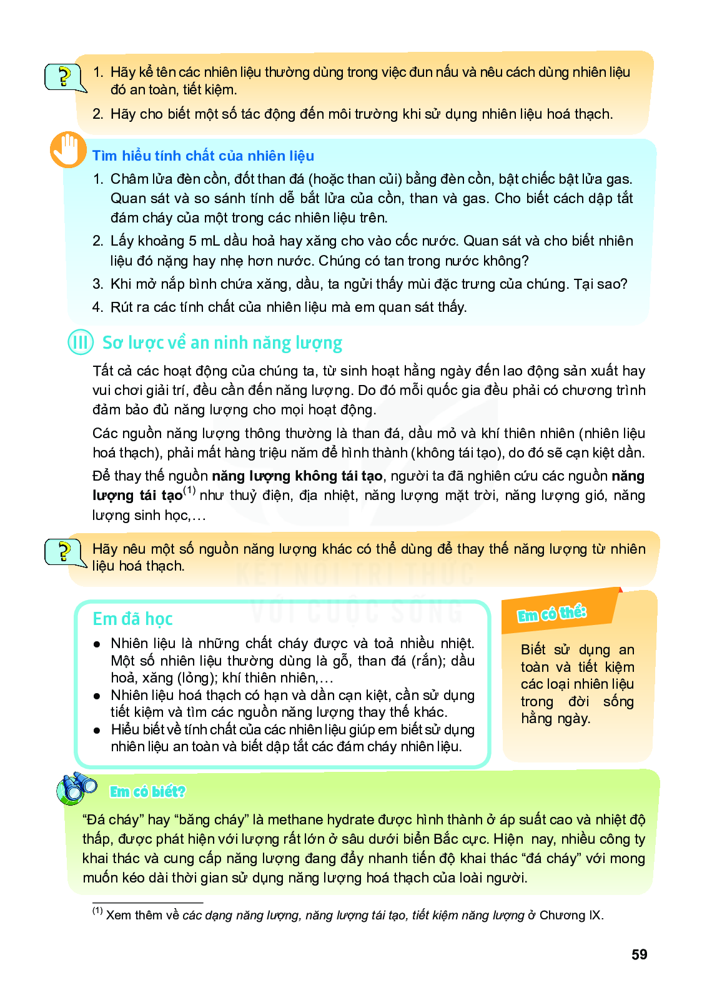 1. Hãy kể tên các nhiên liệu thường dùng trong việc đun nấu và nêu cách dùng nhiên liệu
đó an toàn, tiết kiệm.
2. Hãy cho biết một số tác động đến môi trường khi sử dụng nhiên liệu hoá thạch.
Tìm hiểu tính chất của nhiên liệu
1. Châm lửa đèn cồn, đốt than đá (hoặc than củi) bằng đèn cồn, bật chiếc bật lửa gas.
Quan sát và so sánh tính dễ bắt lửa của cồn, than và gas. Cho biết cách dập tắt
đám cháy của một trong các nhiên liệu trên.
2. Lấy khoảng 5 mL dầu hoả hay xăng cho vào cốc nước. Quan sát và cho biết nhiên
liệu đó nặng hay nhẹ hơn nước. Chúng có tan trong nước không?
3. Khi mở nắp bình chứa xăng, dầu, ta ngửi thấy mùi đặc trưng của chúng. Tại sao?
4. Rút ra các tính chất của nhiên liệu mà em quan sát thấy.
III Sơ lược về an ninh năng lượng
Tất cả các hoạt động của chúng ta, từ sinh hoạt hằng ngày đến lao động sản xuất hay
vui chơi giải trí, đều cần đến năng lượng. Do đó mỗi quốc gia đều phải có chương trình
đảm bảo đủ năng lượng cho mọi hoạt động.
Các nguồn năng lượng thông thường là than đá, dầu mỏ và khí thiên nhiên (nhiên liệu
hoá thạch), phải mất hàng triệu năm để hình thành (không tái tạo), do đó sẽ cạn kiệt dần.
Để thay thế nguồn năng lượng không tái tạo, người ta đã nghiên cứu các nguồn năng
lượng tái tạo(1) như thuỷ điện, địa nhiệt, năng lượng mặt trời, năng lượng gió, năng
lượng sinh học,…
?
Hãy nêu một số nguồn năng lượng khác có thể dùng để thay thế năng lượng từ nhiên
liệu hoá thạch.
KẾT NỐI TRI THỨC
VỚI CUỘC SỐNG
Em đã học
● Nhiên liệu là những chất cháy được và toả nhiều nhiệt.
Một số nhiên liệu thường dùng là gỗ, than đá (rắn); dầu
hoả, xăng (lỏng); khí thiên nhiên,…
● Nhiên liệu hoá thạch có hạn và dần cạn kiệt, cần sử dụng
tiết kiệm và tìm các nguồn năng lượng thay thế khác.
● Hiểu biết về tính chất của các nhiên liệu giúp em biết sử dụng
nhiên liệu an toàn và biết dập tắt các đám cháy nhiên liệu.
Em có thể:
Biết sử dụng an
toàn và tiết kiệm
các loại nhiên liệu
trong đời sống
hằng ngày.
Em có biết?
“Đá cháy” hay “băng cháy” là methane hydrate được hình thành ở áp suất cao và nhiệt độ
thấp, được phát hiện với lượng rất lớn ở sâu dưới biển Bắc cực. Hiện nay, nhiều công ty
khai thác và cung cấp năng lượng đang đẩy nhanh tiến độ khai thác “đá cháy” với mong
muốn kéo dài thời gian sử dụng năng lượng hoá thạch của loài người.
(1) Xem thêm về các dạng năng lượng, năng lượng tái tạo, tiết kiệm năng lượng ở Chương IX.
59